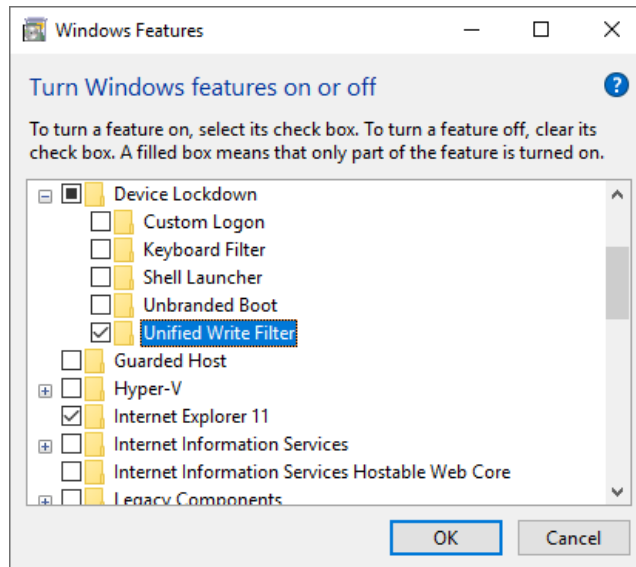 Windows Features
Turn Windows features on or off
?
To turn a feature on, select its check box. To turn a feature off, clear its
check box. A filled box means that only part of the feature is turned on.
Device Lockdown
Custom Logon
Keyboard Filter
Shell Launcher
Unbranded Boot
Unified Write Filter
Guarded Host
Hyper-V
Internet Explorer 11
Internet Information Services
Internet Information Services Hostable Web Core
Legacy Components
OK
Cancel